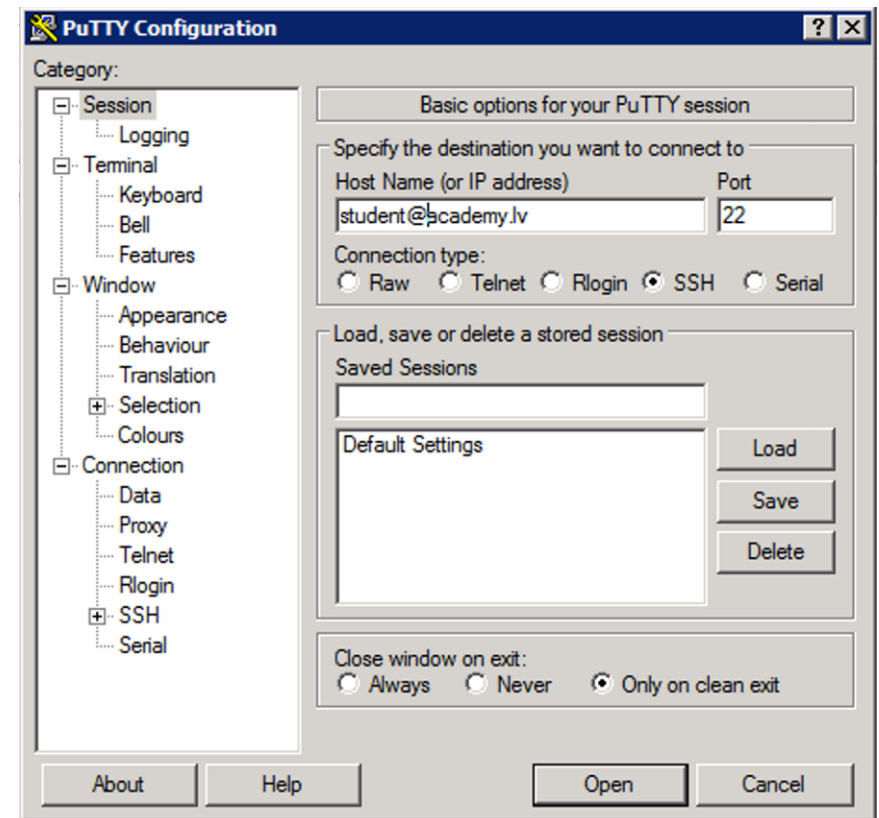 PuTTY Configuration
Category:
Session
Logging
Terminal
Keyboard
Bell
Features
Window
Appearance
Behaviour
Translation
Selection
Colours
Connection
Data
Proxy
Telnet
Rlogin
SSH
Serial
Basic options for your PuTTY session
Specify the destination you want to connect to
Host Name (or IP address) Port
student@academy.lv 22
Connection type:
Raw Telnet Rlogin SSH Serial
Load, save or delete a stored session
Saved Sessions
Default Settings
Load
Save
Delete
Close window on exit:
Always Never Only on clean exit
About Help Open Cancel